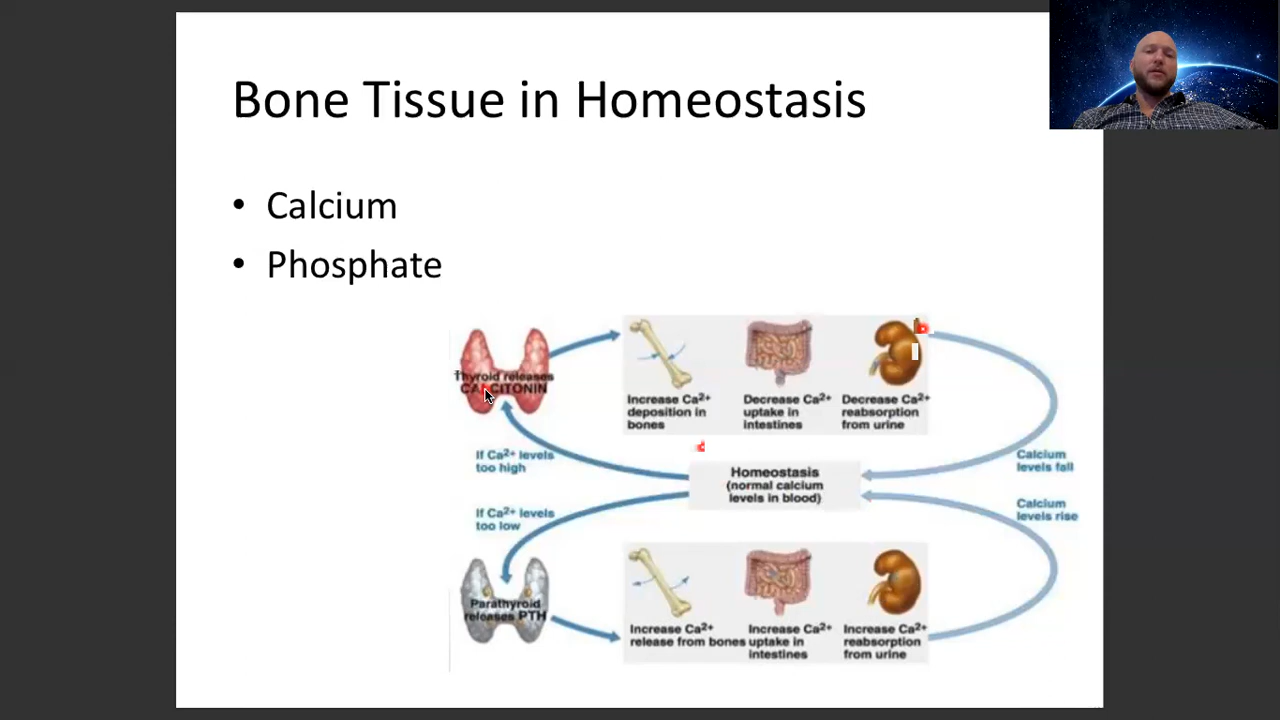 Bone Tissue in Homeostasis
• Calcium
• Phosphate
Thyroid releases
CALCITONIN
Increase Ca²⁺
deposition in
bones
Decrease Ca²⁺
uptake in
intestines
Decrease Ca²⁺
reabsorption
from urine
If Ca²⁺ levels
too high
Homeostasis
(normal calcium
levels in blood)
Calcium
levels fall
If Ca²⁺ levels
too low
Calcium
levels rise
Parathyroid
releases PTH
Increase Ca²⁺
release from bones
Increase Ca²⁺
uptake in
intestines
Increase Ca²⁺
reabsorption
from urine